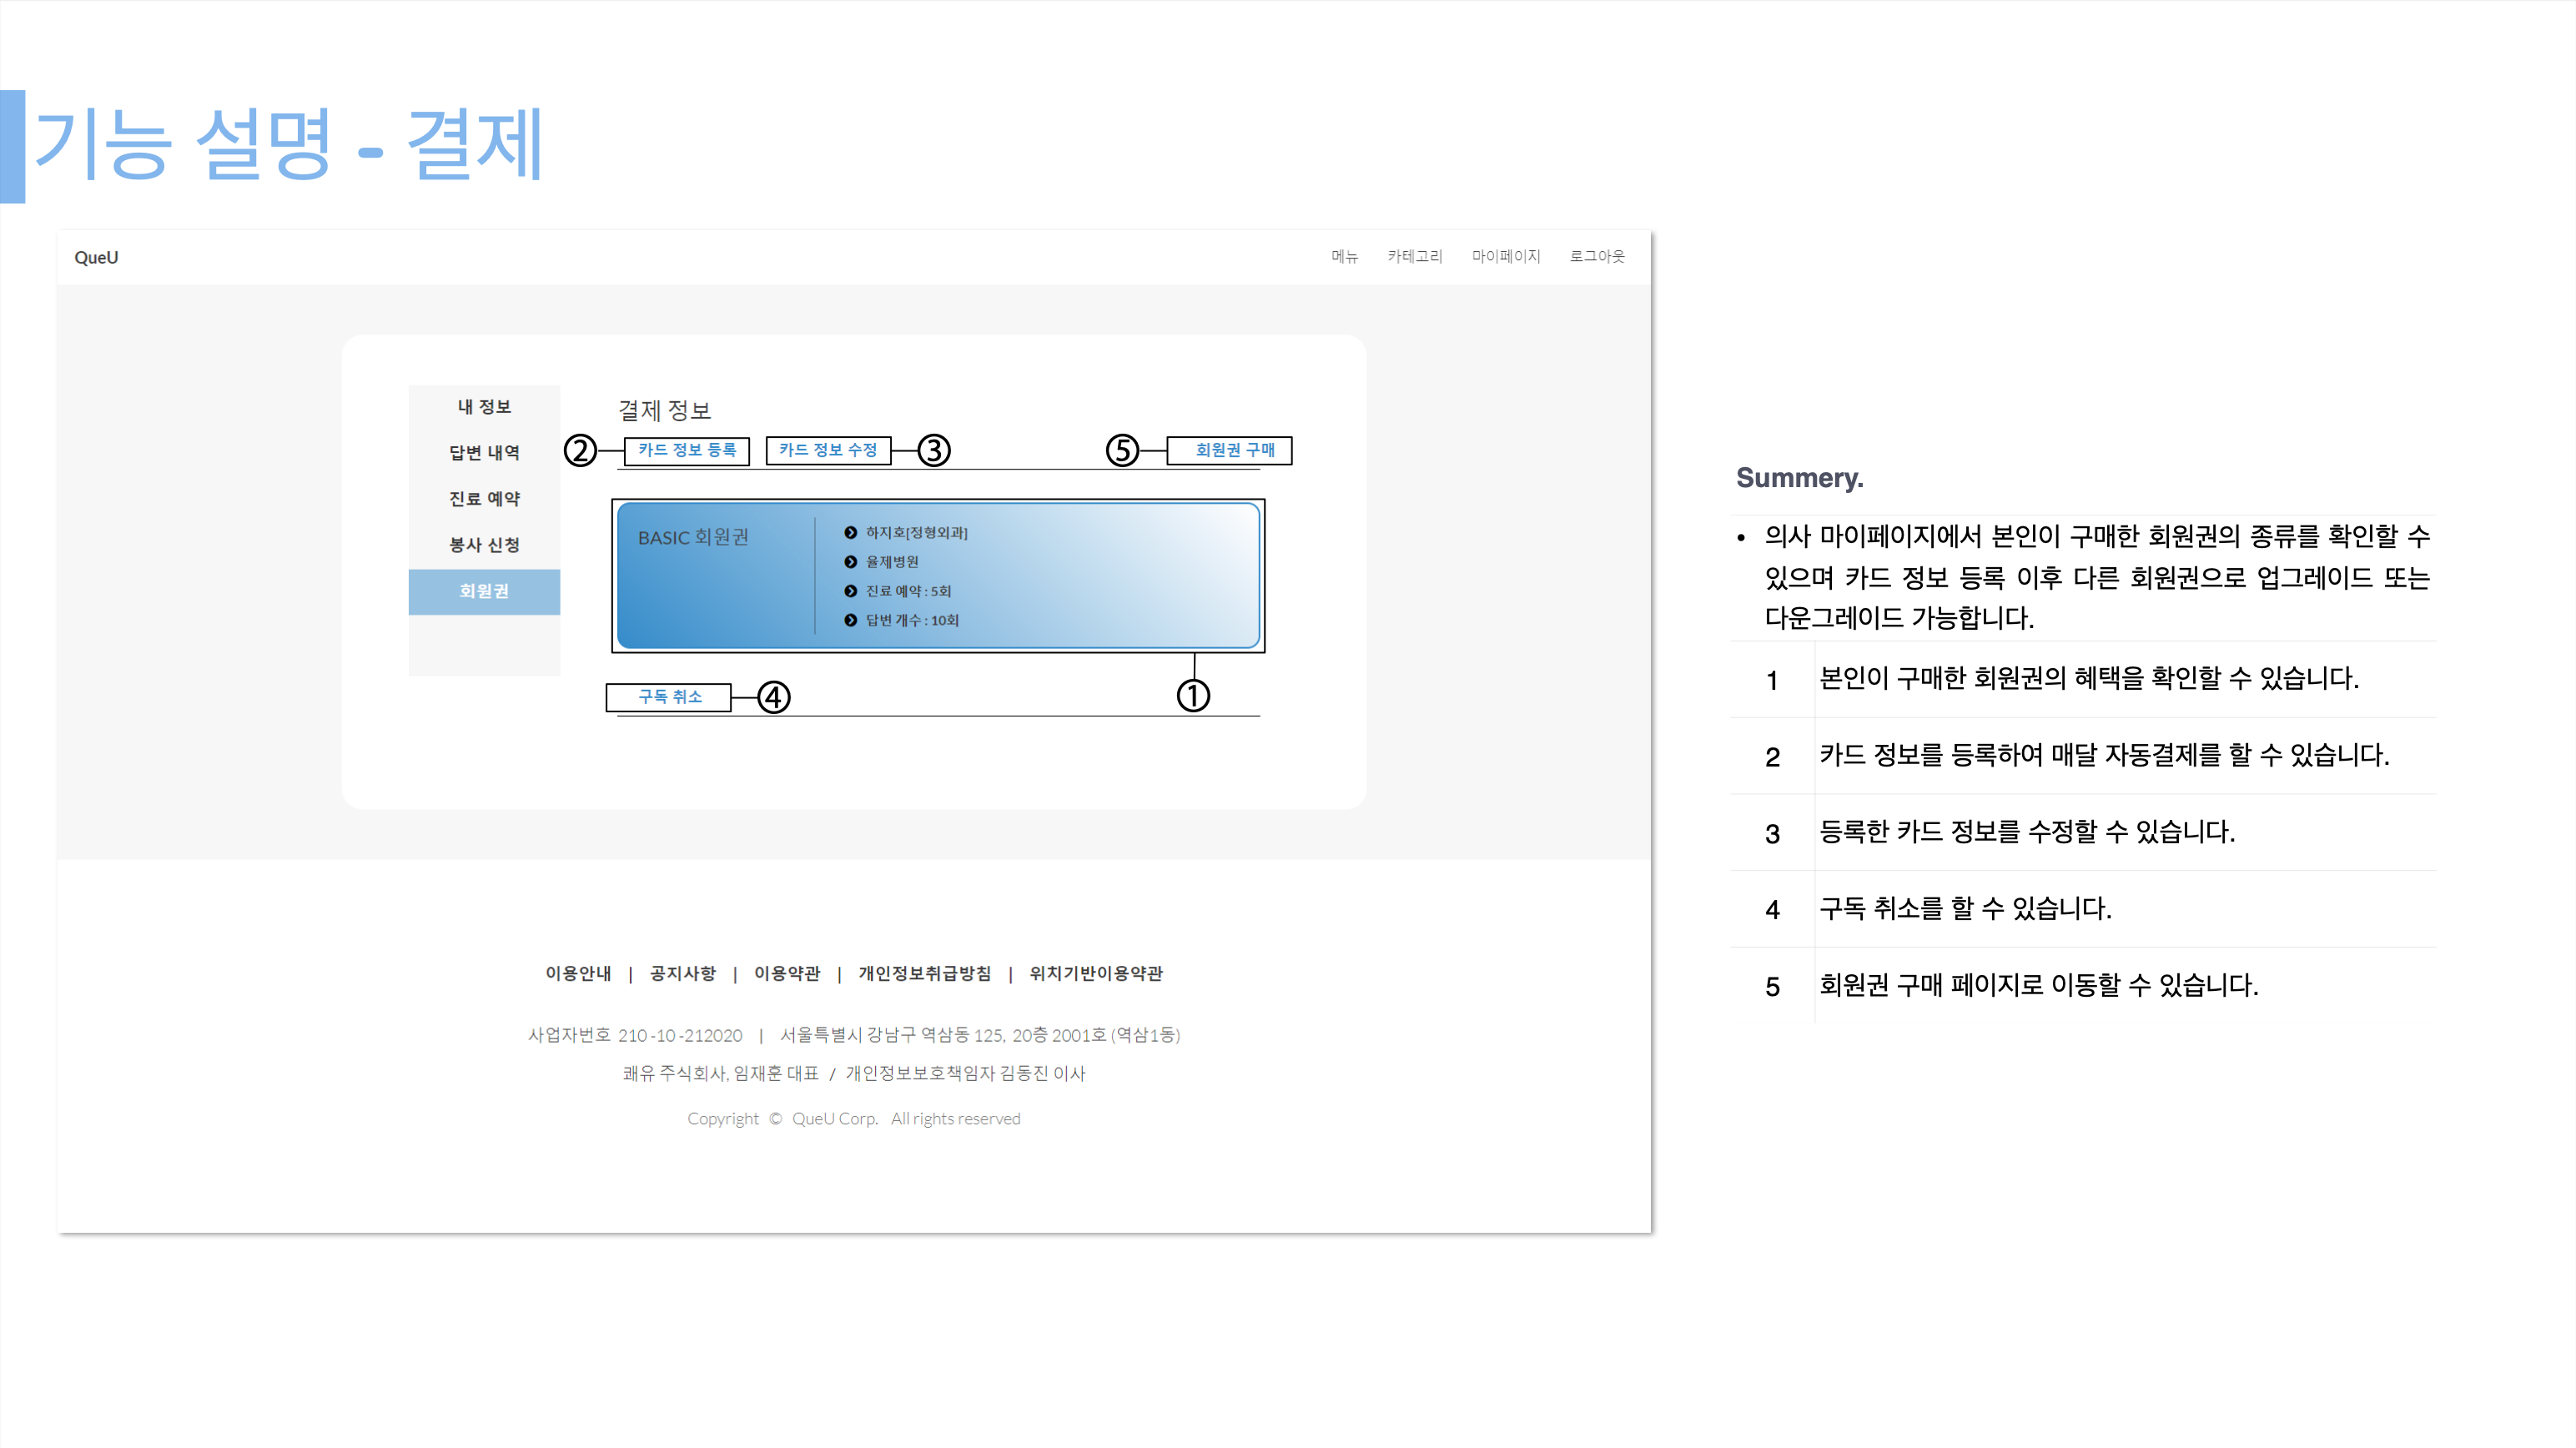 기능 설명 - 결제
QueU
메뉴 카테고리 마이페이지 로그아웃
내 정보
답변 내역
진료 예약
봉사 신청
회원권
결제 정보
② 카드 정보 등록 카드 정보 수정 ③ ⑤ 회원권 구매
BASIC 회원권
하지호[정형외과]
율제병원
진료 예약 : 5회
답변 개수 : 10회
구독 취소 ④ ①
이용안내 | 공지사항 | 이용약관 | 개인정보취급방침 | 위치기반이용약관
사업자번호 210 -10 -212020 | 서울특별시 강남구 역삼동 125, 20층 2001호 (역삼1동)
쾌유 주식회사, 임재훈 대표 / 개인정보보호책임자 김동진 이사
Copyright © QueU Corp. All rights reserved
Summery.
• 의사 마이페이지에서 본인이 구매한 회원권의 종류를 확인할 수
있으며 카드 정보 등록 이후 다른 회원권으로 업그레이드 또는
다운그레이드 가능합니다.
1 본인이 구매한 회원권의 혜택을 확인할 수 있습니다.
2 카드 정보를 등록하여 매달 자동결제를 할 수 있습니다.
3 등록한 카드 정보를 수정할 수 있습니다.
4 구독 취소를 할 수 있습니다.
5 회원권 구매 페이지로 이동할 수 있습니다.